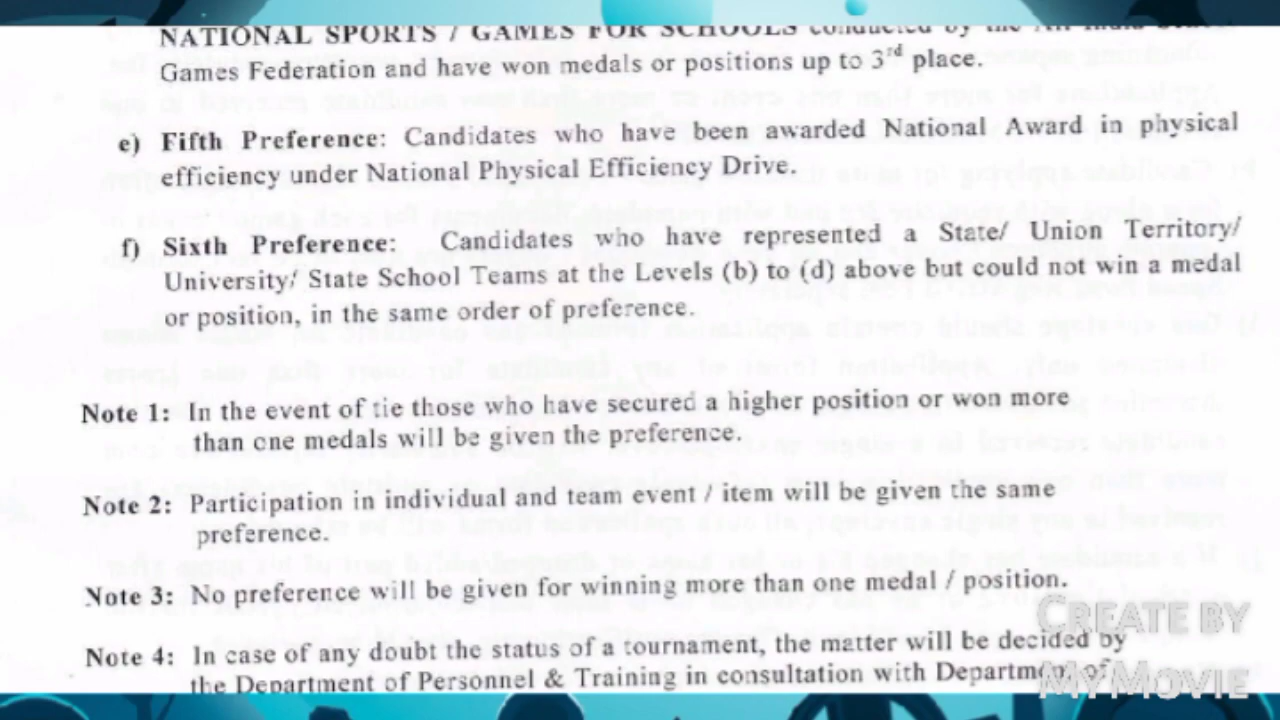 NATIONAL SPORTS / GAMES FOR SCHOOLS conducted by the All India
Games Federation and have won medals or positions up to 3rd place.
e) Fifth Preference: Candidates who have been awarded National Award in physical
efficiency under National Physical Efficiency Drive.
f) Sixth Preference: Candidates who have represented a State/ Union Territory/
University/ State School Teams at the Levels (b) to (d) above but could not win a medal
or position, in the same order of preference.
Note 1: In the event of tie those who have secured a higher position or won more
than one medals will be given the preference.
Note 2: Participation in individual and team event / item will be given the same
preference.
Note 3: No preference will be given for winning more than one medal / position.
Note 4: In case of any doubt the status of a tournament, the matter will be decided by
the Department of Personnel & Training in consultation with Department of
CREATE BY
MYMOVIE